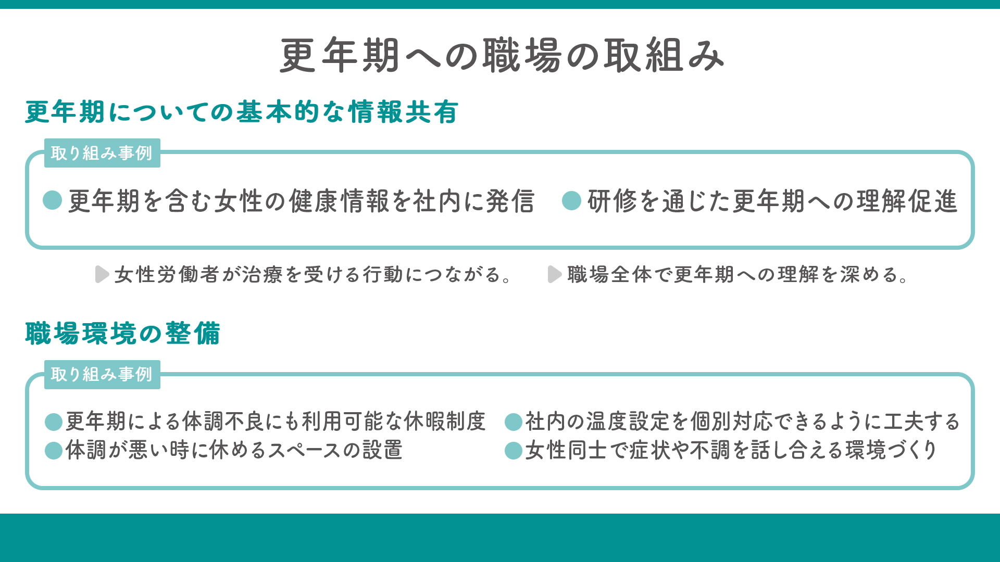 更年期への職場の取組み
更年期についての基本的な情報共有
取り組み事例
●更年期を含む女性の健康情報を社内に発信
●研修を通じた更年期への理解促進
▶女性労働者が治療を受ける行動につながる。
▶職場全体で更年期への理解を深める。
職場環境の整備
取り組み事例
●更年期による体調不良にも利用可能な休暇制度
●体調が悪い時に休めるスペースの設置
●社内の温度設定を個別対応できるように工夫する
●女性同士で症状や不調を話し合える環境づくり